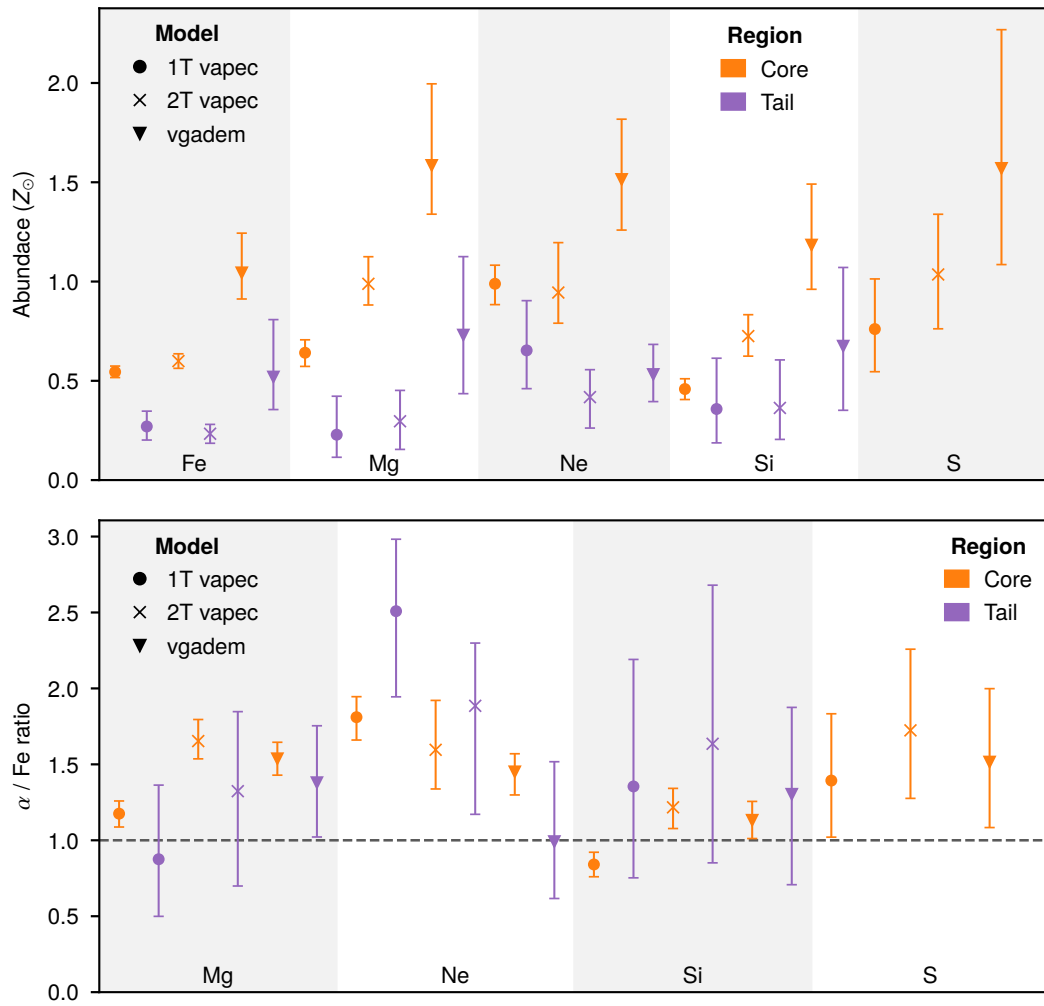 Model
1T vapec
2T vapec
vgadem
Region
Core
Tail
Abundace (Z⊙)
2.0
1.5
1.0
0.5
0.0
Fe Mg Ne Si S
Model
1T vapec
2T vapec
vgadem
Region
Core
Tail
α / Fe ratio
3.0
2.5
2.0
1.5
1.0
0.5
0.0
Mg Ne Si S